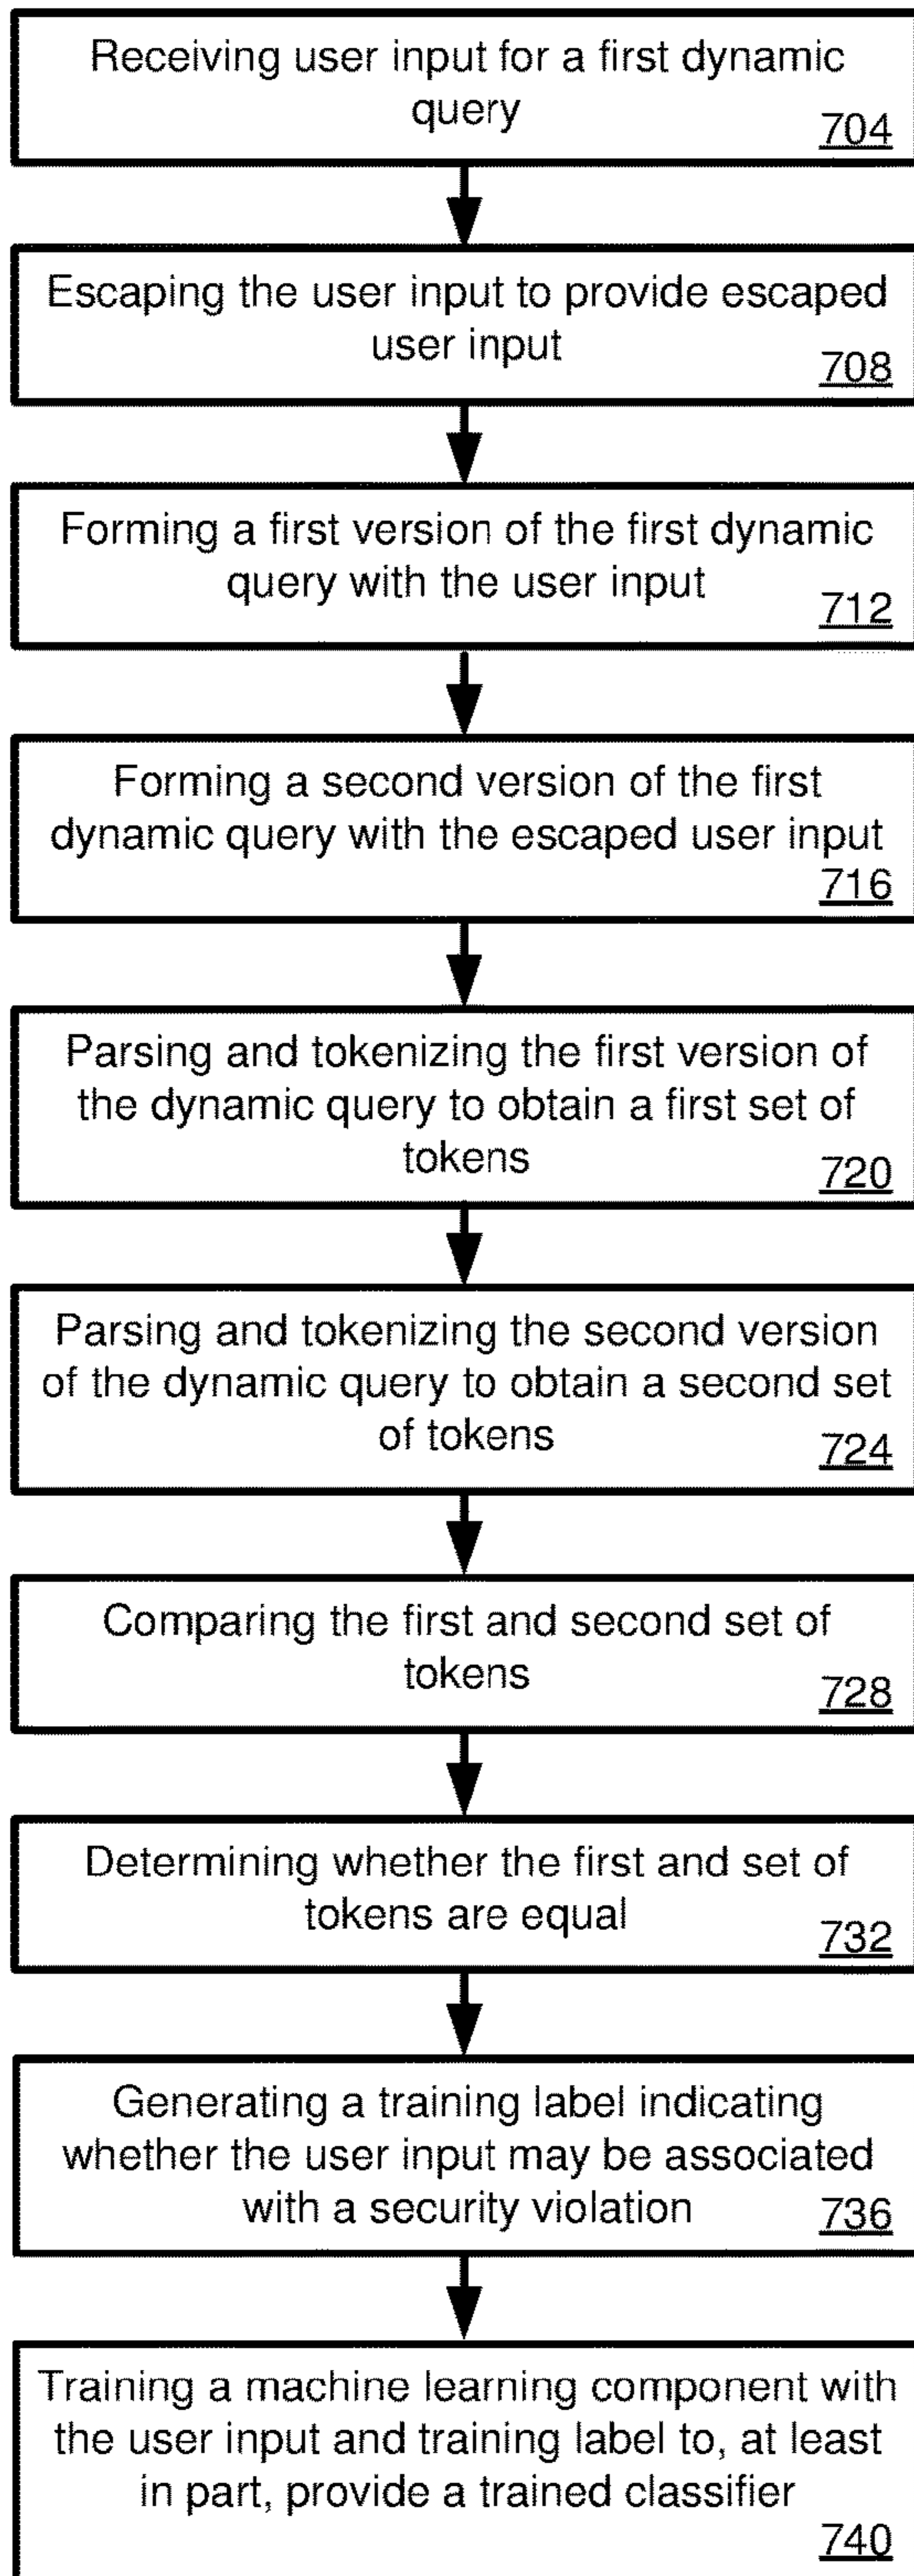 Receiving user input for a first dynamic
query
704
Escaping the user input to provide escaped
user input
708
Forming a first version of the first dynamic
query with the user input
712
Forming a second version of the first
dynamic query with the escaped user input
716
Parsing and tokenizing the first version of
the dynamic query to obtain a first set of
tokens
720
Parsing and tokenizing the second version
of the dynamic query to obtain a second set
of tokens
724
Comparing the first and second set of
tokens
728
Determining whether the first and set of
tokens are equal
732
Generating a training label indicating
whether the user input may be associated
with a security violation
736
Training a machine learning component with
the user input and training label to, at least
in part, provide a trained classifier
740